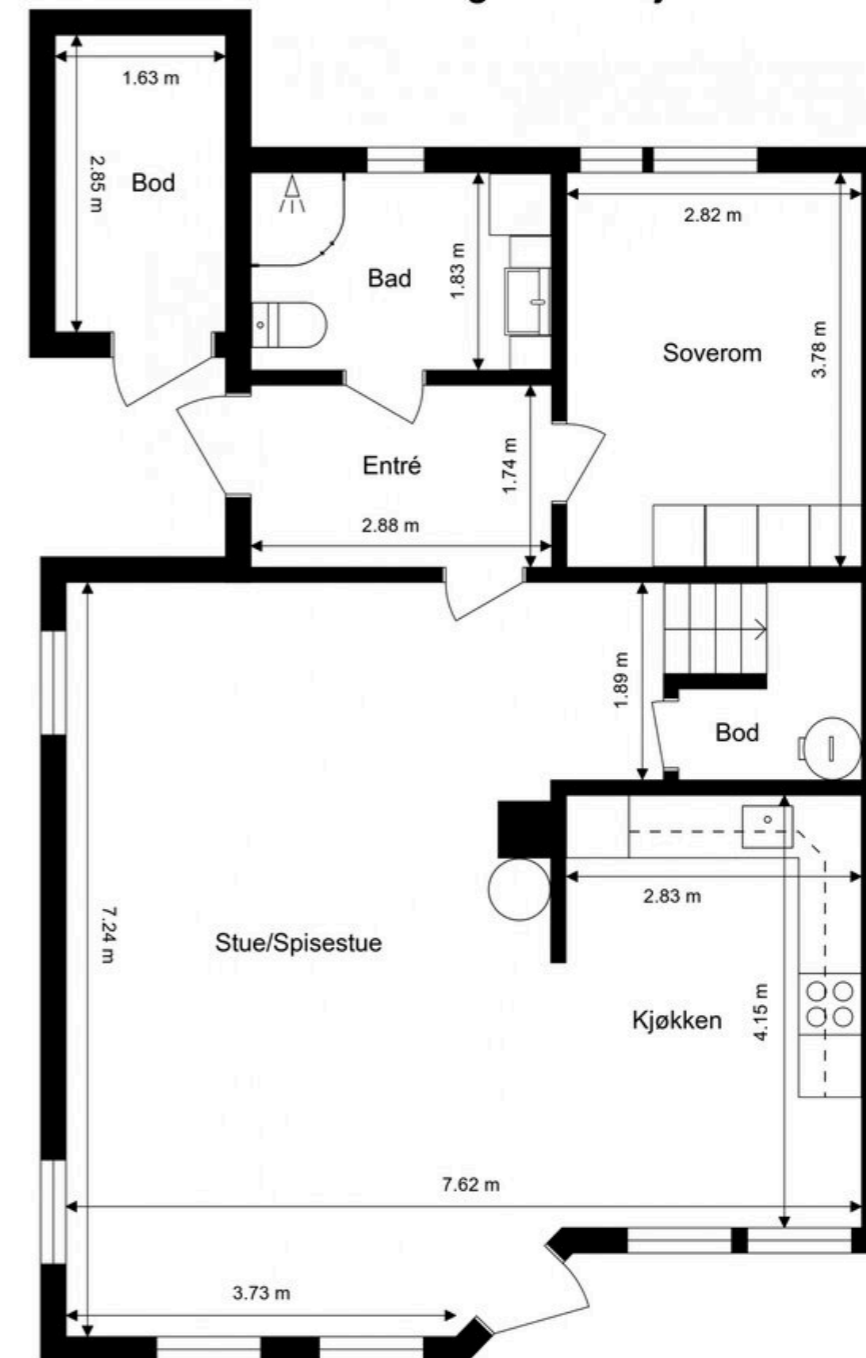 1.63 m
2.85 m
Bod
2.82 m
Bad
1.83 m
Soverom
3.78 m
Entré
1.74 m
2.88 m
1.89 m
Bod
2.83 m
7.24 m
Stue/Spisestue
Kjøkken
4.15 m
7.62 m
3.73 m